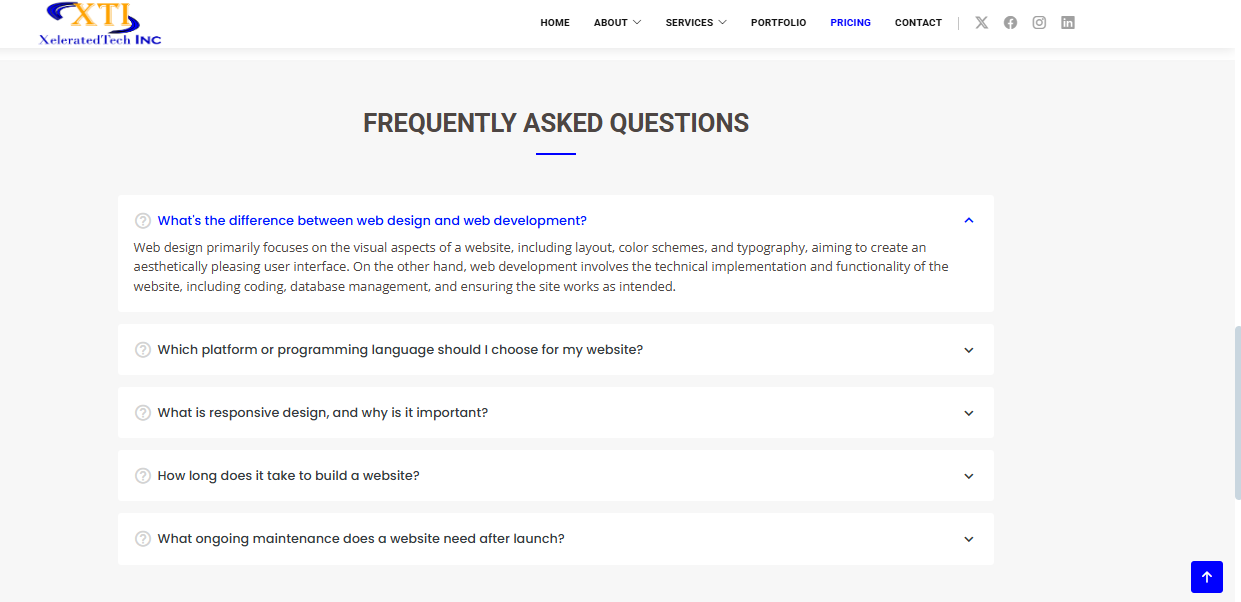 XTI
XeleratedTech INC
HOME ABOUT SERVICES PORTFOLIO PRICING CONTACT
FREQUENTLY ASKED QUESTIONS
What's the difference between web design and web development?
Web design primarily focuses on the visual aspects of a website, including layout, color schemes, and typography, aiming to create an
aesthetically pleasing user interface. On the other hand, web development involves the technical implementation and functionality of the
website, including coding, database management, and ensuring the site works as intended.
Which platform or programming language should I choose for my website?
What is responsive design, and why is it important?
How long does it take to build a website?
What ongoing maintenance does a website need after launch?